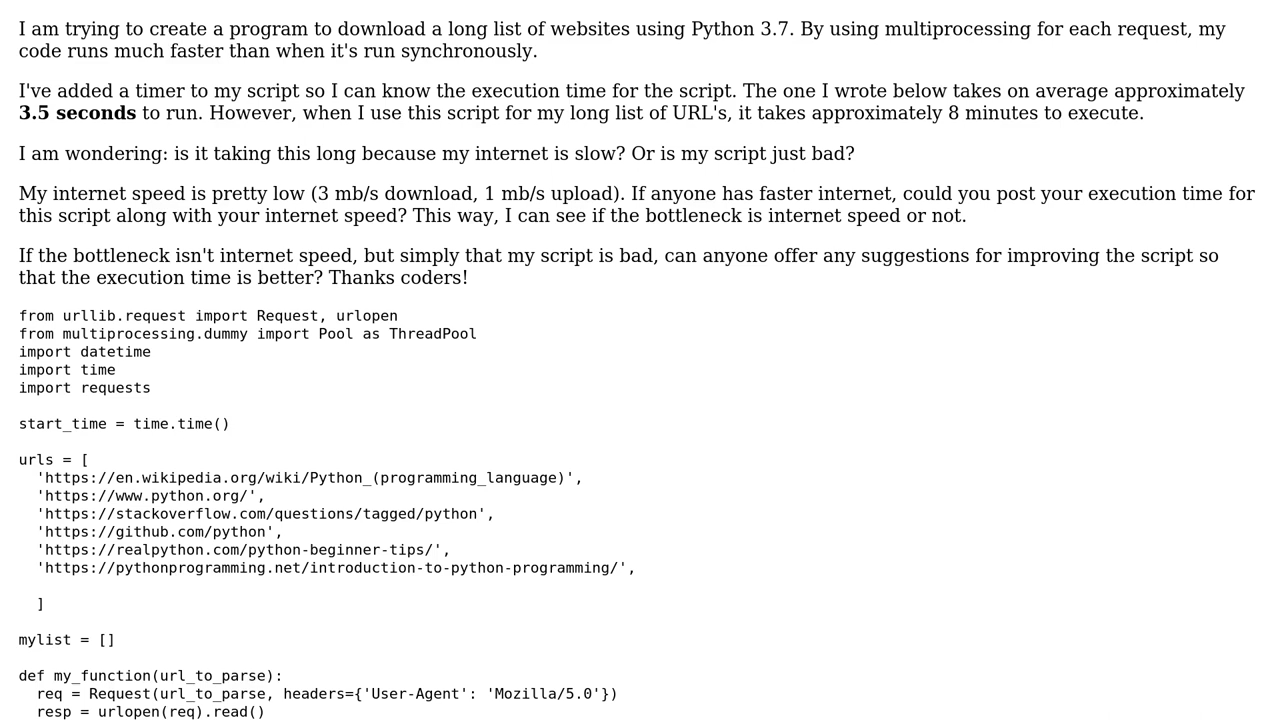 I am trying to create a program to download a long list of websites using Python 3.7. By using multiprocessing for each request, my
code runs much faster than when it's run synchronously.
I've added a timer to my script so I can know the execution time for the script. The one I wrote below takes on average approximately
3.5 seconds to run. However, when I use this script for my long list of URL's, it takes approximately 8 minutes to execute.
I am wondering: is it taking this long because my internet is slow? Or is my script just bad?
My internet speed is pretty low (3 mb/s download, 1 mb/s upload). If anyone has faster internet, could you post your execution time for
this script along with your internet speed? This way, I can see if the bottleneck is internet speed or not.
If the bottleneck isn't internet speed, but simply that my script is bad, can anyone offer any suggestions for improving the script so
that the execution time is better? Thanks coders!
from urllib.request import Request, urlopen
from multiprocessing.dummy import Pool as ThreadPool
import datetime
import time
import requests
start_time = time.time()
urls = [
  'https://en.wikipedia.org/wiki/Python_(programming_language)',
  'https://www.python.org/',
  'https://stackoverflow.com/questions/tagged/python',
  'https://github.com/python',
  'https://realpython.com/python-beginner-tips/',
  'https://pythonprogramming.net/introduction-to-python-programming/',
  ]
mylist = []
def my_function(url_to_parse):
  req = Request(url_to_parse, headers={'User-Agent': 'Mozilla/5.0'})
  resp = urlopen(req).read()